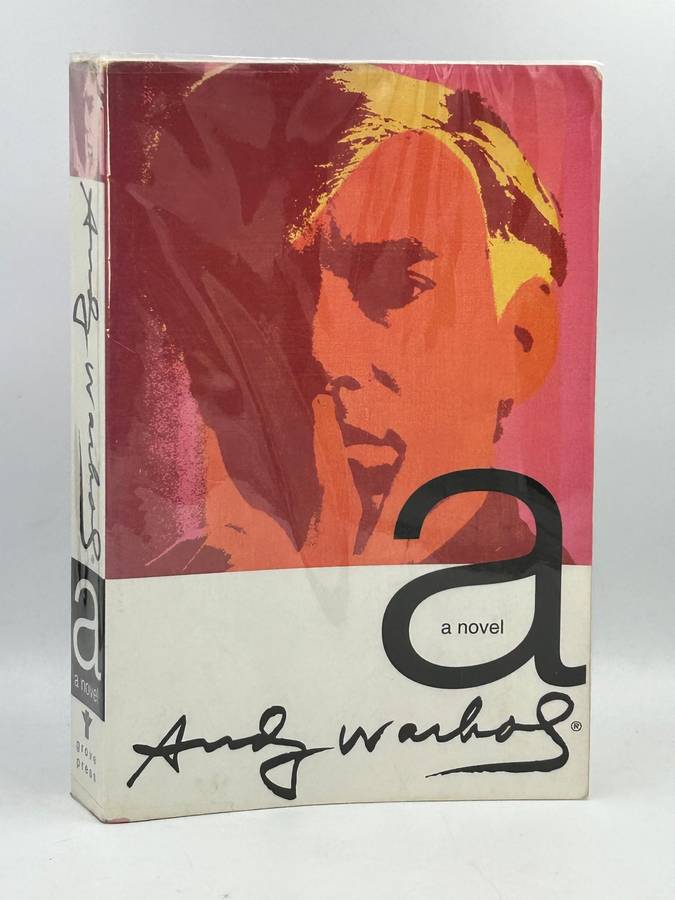 a
a novel
Andy Warhol®
Andy Warhol®
a
a novel
grove
press